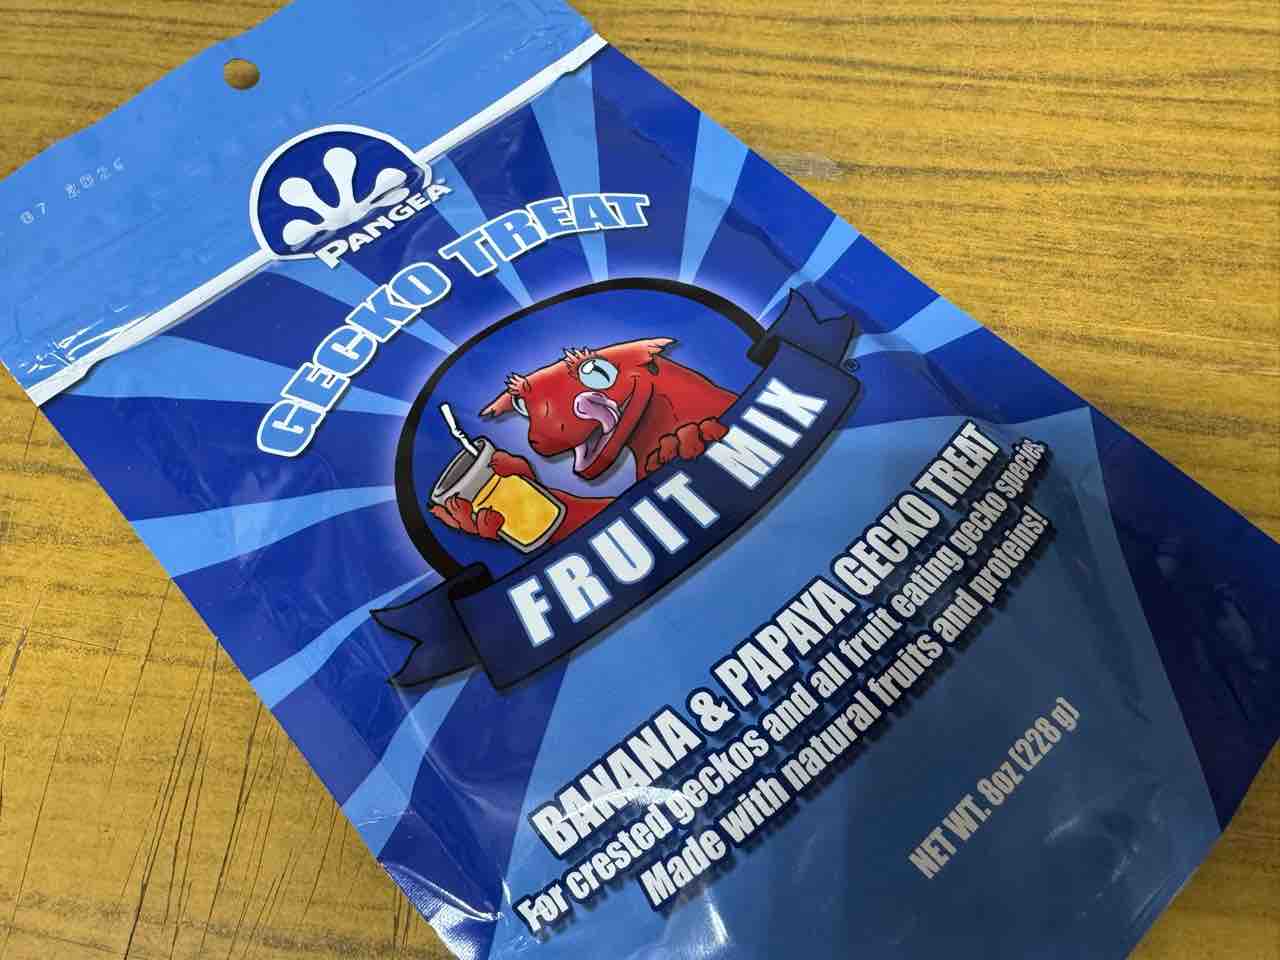 07 2026
PANGEA
GECKO TREAT
FRUIT MIX
BANANA & PAPAYA GECKO TREAT
For crested geckos and all fruit eating gecko species
Made with natural fruits and proteins!
NET WT. 8oz (228 g)